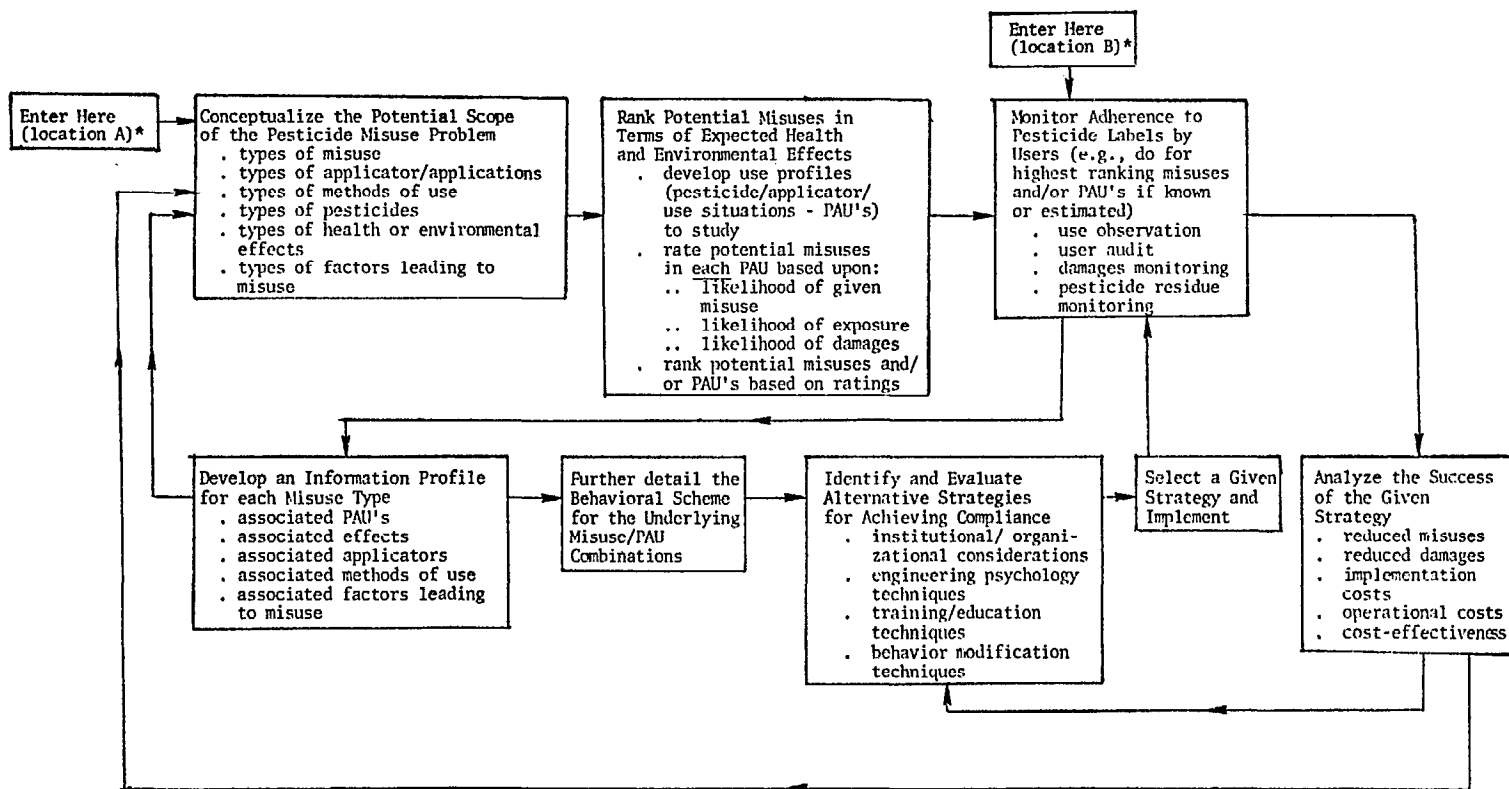 Enter Here
(location B)*
Enter Here
(location A)*
Conceptualize the Potential Scope
of the Pesticide Misuse Problem
. types of misuse
. types of applicator/applications
. types of methods of use
. types of pesticides
. types of health or environmental
effects
. types of factors leading to
misuse
Rank Potential Misuses in
Terms of Expected Health
and Environmental Effects
. develop use profiles
(pesticide/applicator/
use situations - PAU's)
to study
. rate potential misuses
in each PAU based upon:
.. likelihood of given
misuse
.. likelihood of exposure
.. likelihood of damages
. rank potential misuses and/
or PAU's based on ratings
Monitor Adherence to
Pesticide Labels by
Users (e.g., do for
highest ranking misuses
and/or PAU's if known
or estimated)
. use observation
. user audit
. damages monitoring
. pesticide residue
monitoring
Develop an Information Profile
for each Misuse Type
. associated PAU's
. associated effects
. associated applicators
. associated methods of use
. associated factors leading
to misuse
Further detail the
Behavioral Scheme
for the Underlying
Misuse/PAU
Combinations
Identify and Evaluate
Alternative Strategies
for Achieving Compliance
. institutional/ organi-
zational considerations
. engineering psychology
techniques
. training/education
techniques
. behavior modification
techniques
Select a Given
Strategy and
Implement
Analyze the Success
of the Given
Strategy
. reduced misuses
. reduced damages
. implementation
costs
. operational costs
. cost-effectiveness